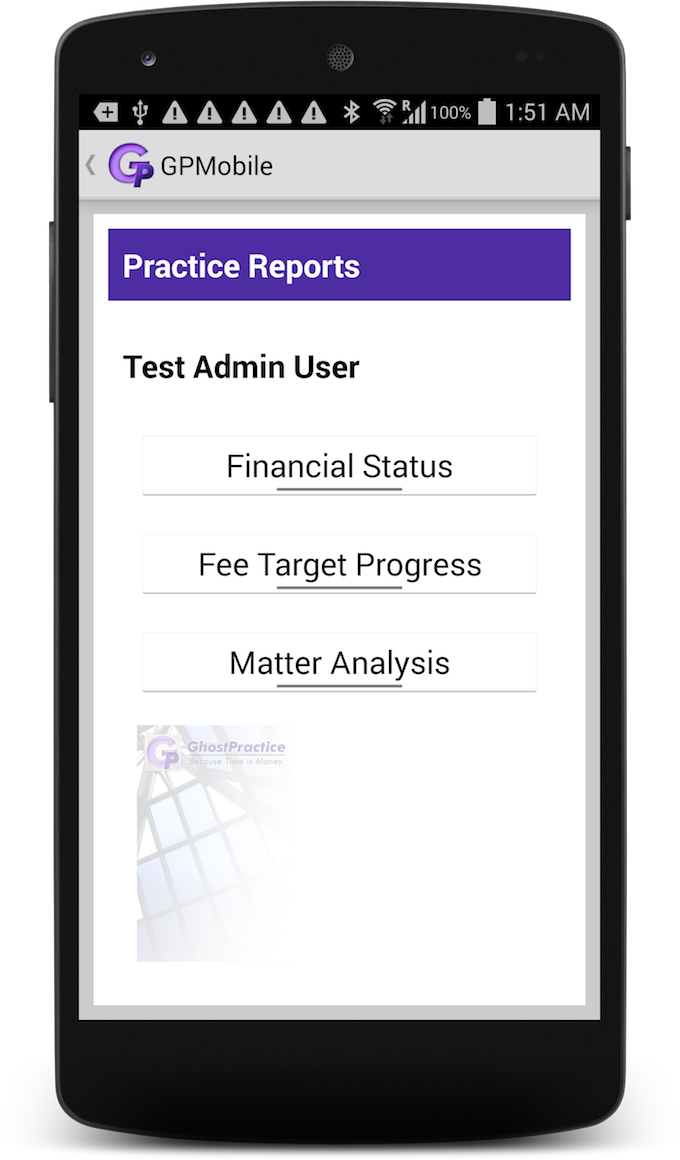 R 100% 1:51 AM
GP GPMobile
Practice Reports
Test Admin User
Financial Status
Fee Target Progress
Matter Analysis
GP GhostPractice
Because Time is Money